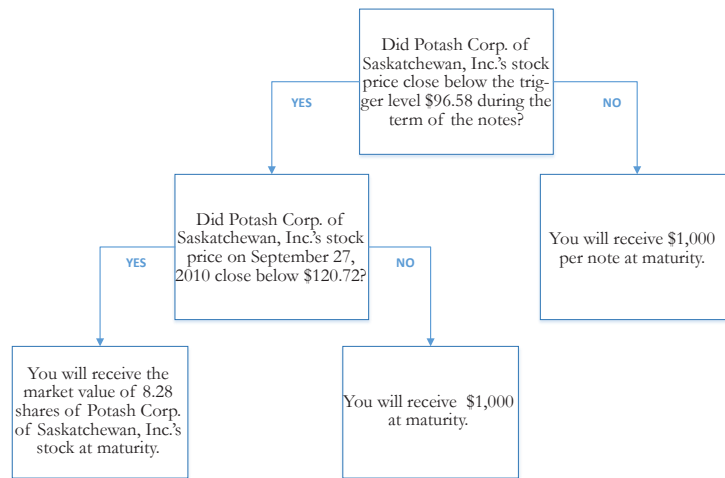 Did Potash Corp. of
Saskatchewan, Inc.'s stock
price close below the trig-
ger level $96.58 during the
term of the notes?
YES
NO
Did Potash Corp. of
Saskatchewan, Inc.'s stock
price on September 27,
2010 close below $120.72?
You will receive $1,000
per note at maturity.
YES
NO
You will receive the
market value of 8.28
shares of Potash Corp.
of Saskatchewan, Inc.'s
stock at maturity.
You will receive $1,000
at maturity.